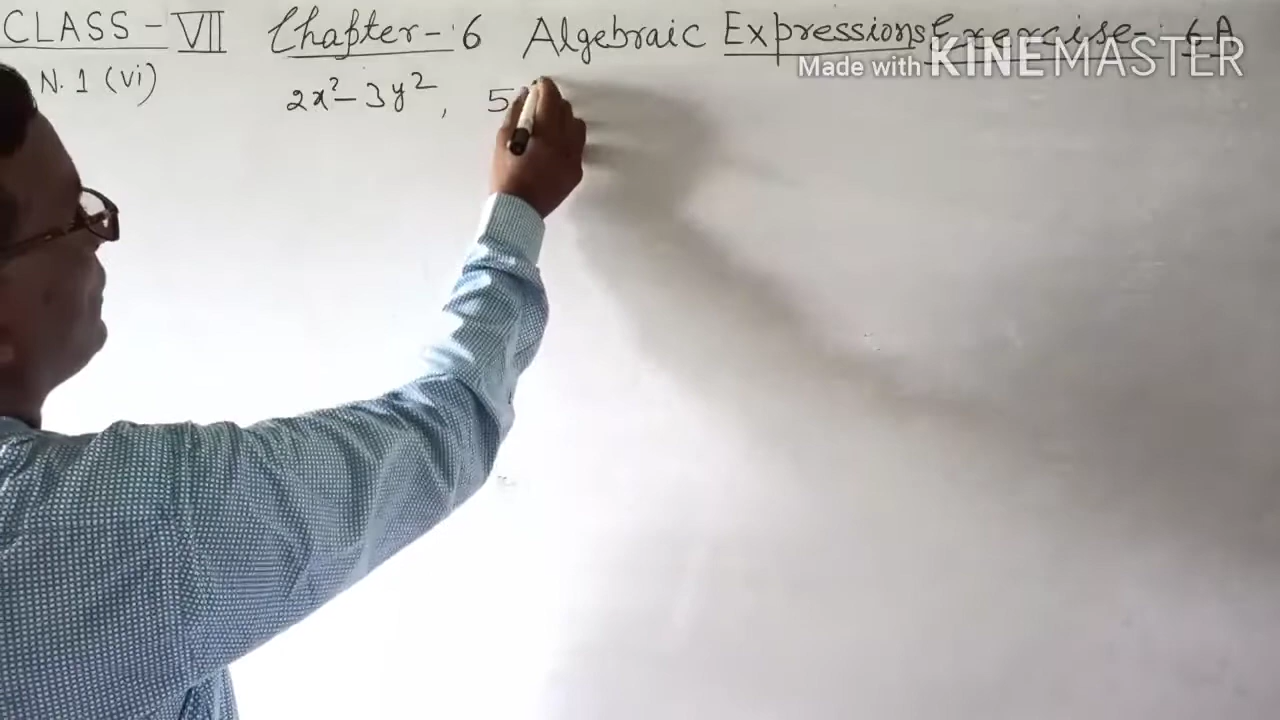 CLASS - VII Chapter - 6 Algebraic Expressions Exercise - 6A
Made with KINEMASTER
N. 1 (vi) 2x² - 3y², 5